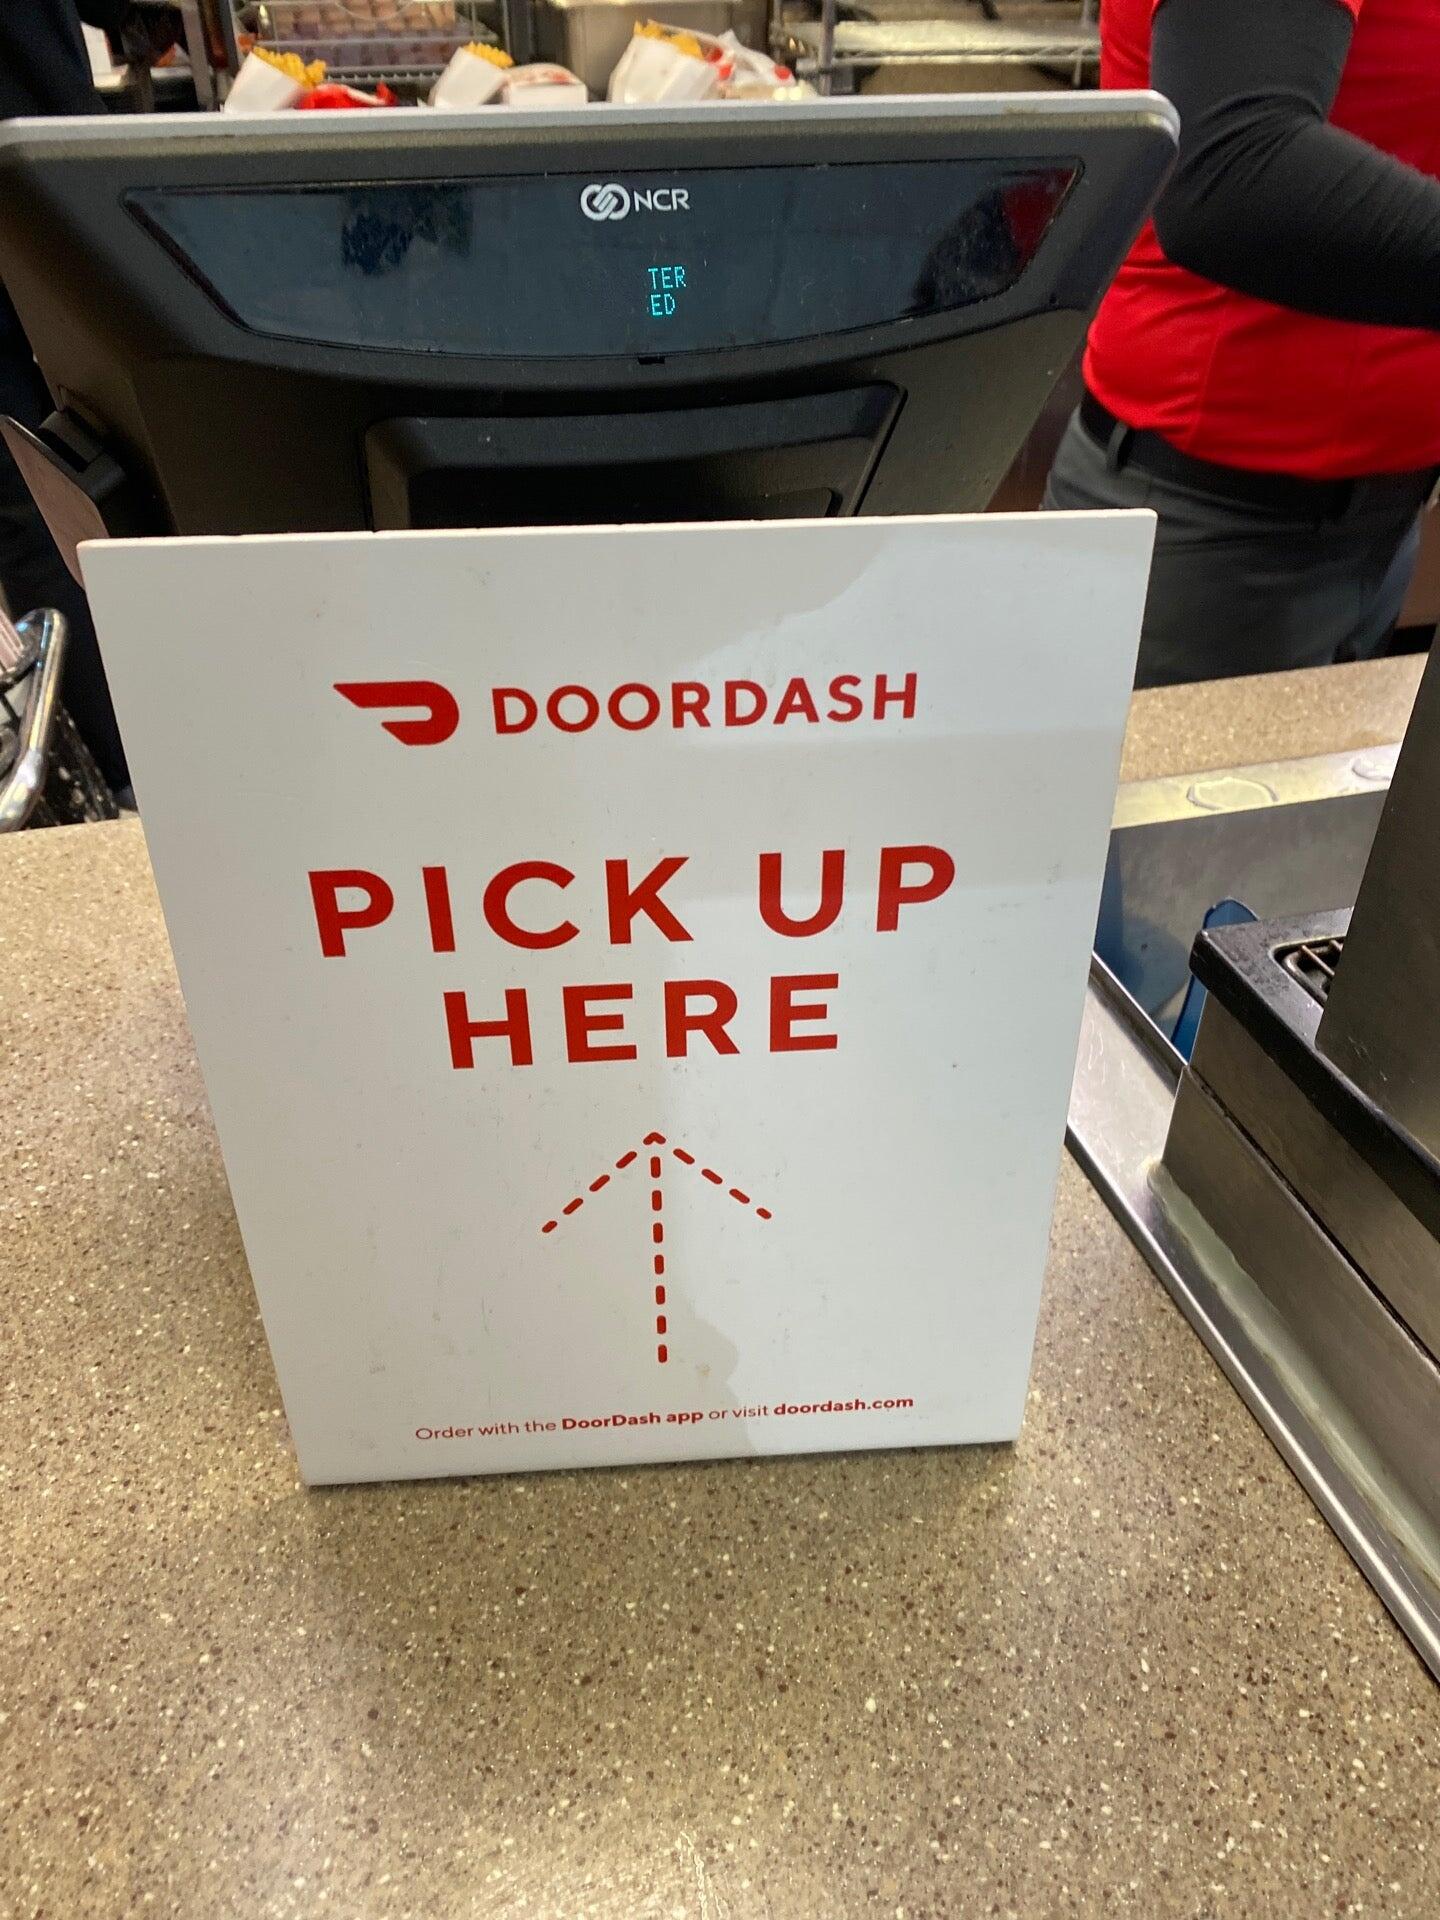 NCR
TER
ED
DOORDASH
PICK UP
HERE
Order with the DoorDash app or visit doordash.com